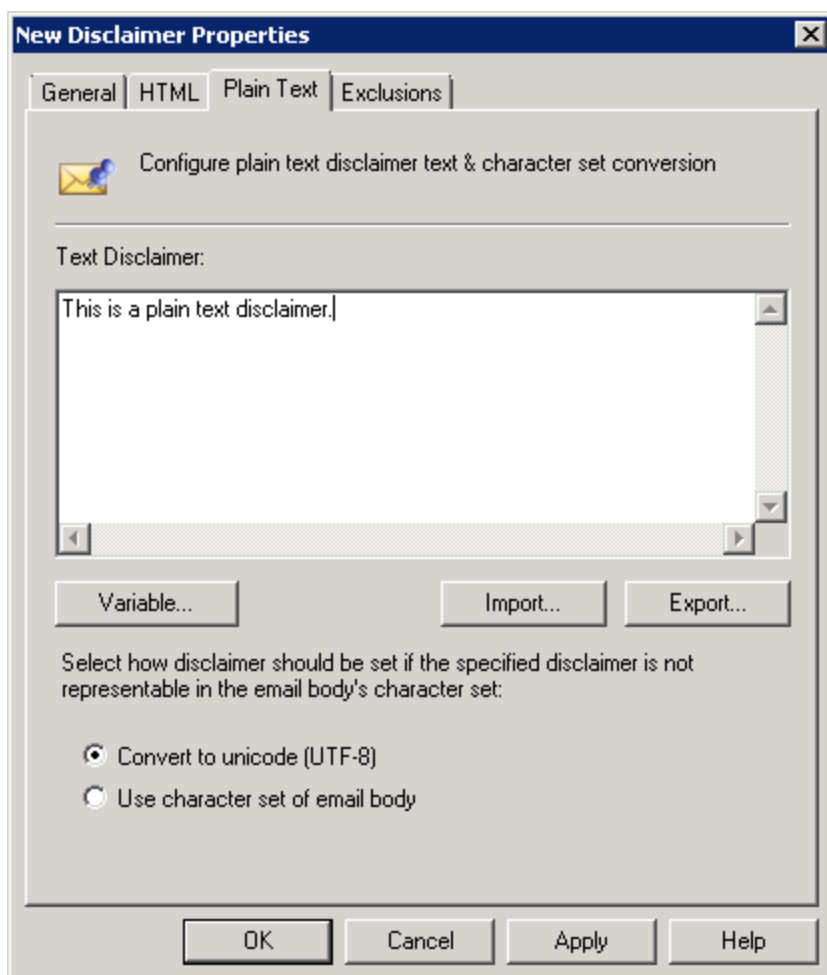 New Disclaimer Properties
General HTML Plain Text Exclusions
Configure plain text disclaimer text & character set conversion
Text Disclaimer:
This is a plain text disclaimer.
Variable... Import... Export...
Select how disclaimer should be set if the specified disclaimer is not
representable in the email body's character set:
Convert to unicode (UTF-8)
Use character set of email body
OK Cancel Apply Help